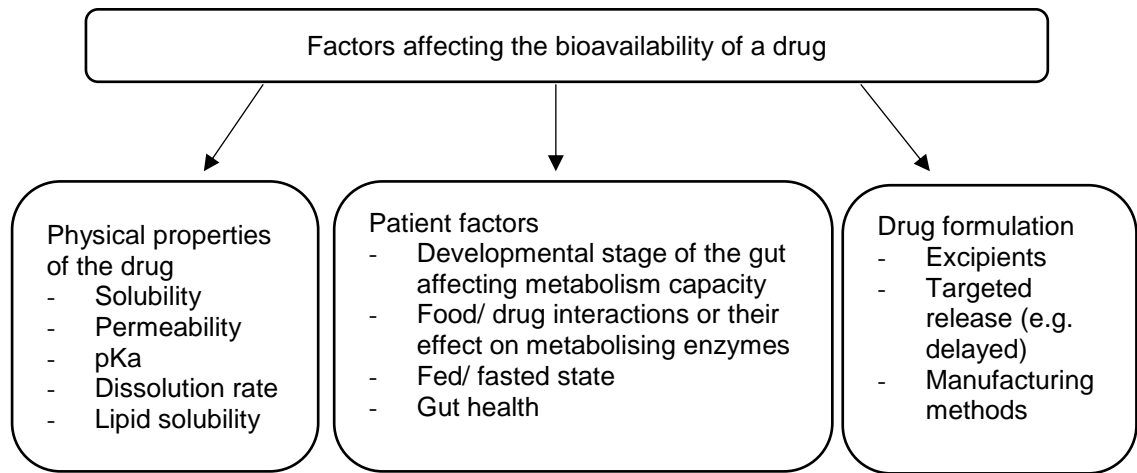 Factors affecting the bioavailability of a drug
Physical properties
of the drug
- Solubility
- Permeability
- pKa
- Dissolution rate
- Lipid solubility
Patient factors
- Developmental stage of the gut
affecting metabolism capacity
- Food/ drug interactions or their
effect on metabolising enzymes
- Fed/ fasted state
- Gut health
Drug formulation
- Excipients
- Targeted
release (e.g.
delayed)
- Manufacturing
methods